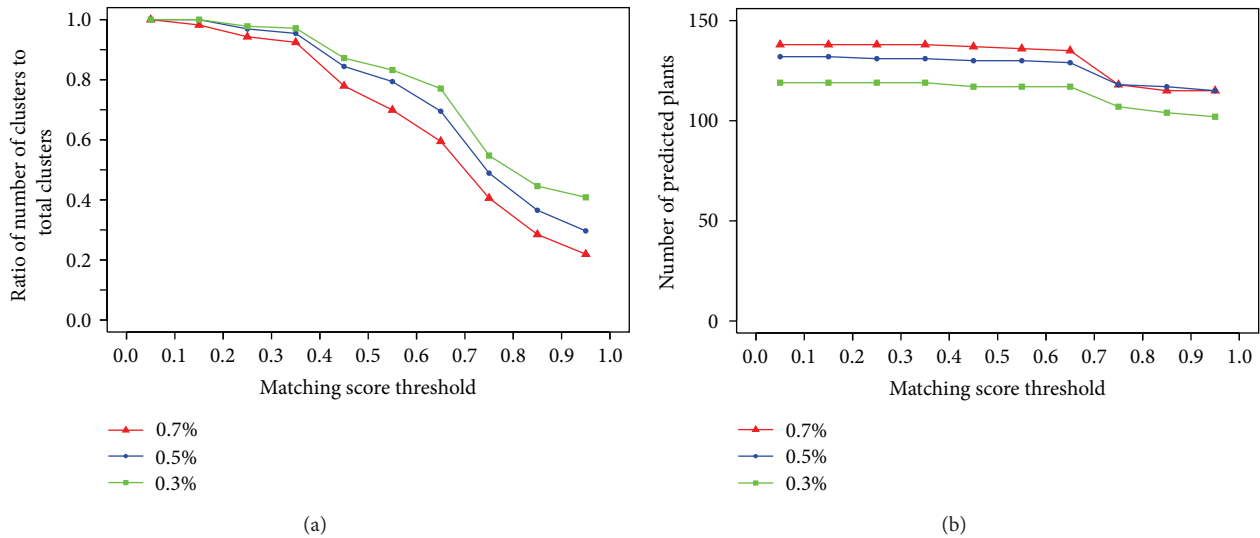 1.0
0.8
0.6
0.4
0.2
0.0
Ratio of number of clusters to
total clusters
0.0 0.1 0.2 0.3 0.4 0.5 0.6 0.7 0.8 0.9 1.0
Matching score threshold
0.7%
0.5%
0.3%
(a)
150
100
50
0
Number of predicted plants
0.0 0.1 0.2 0.3 0.4 0.5 0.6 0.7 0.8 0.9 1.0
Matching score threshold
0.7%
0.5%
0.3%
(b)